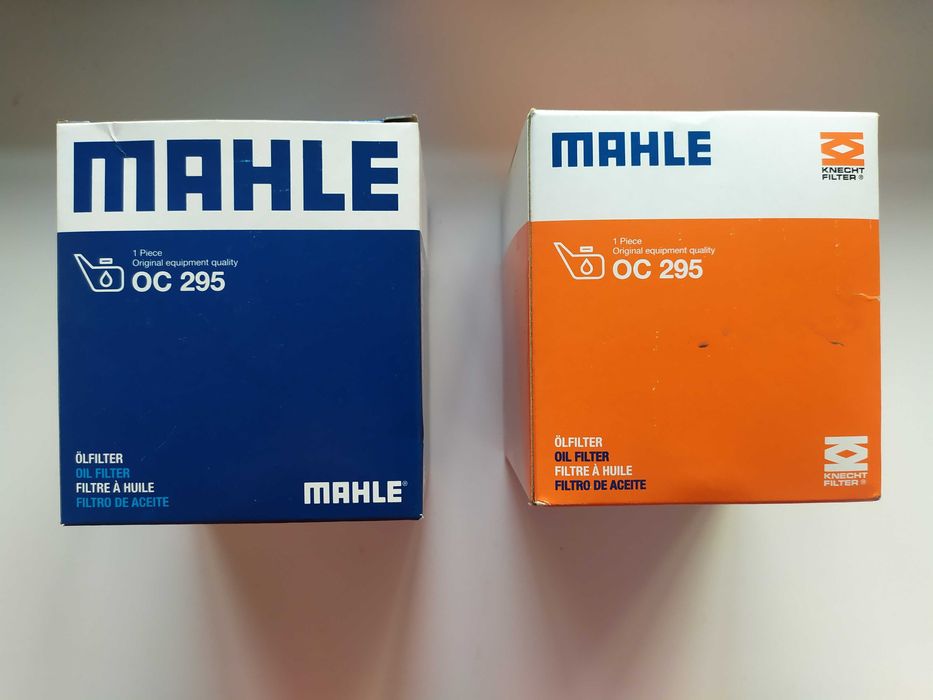 MAHLE
1 Piece
Original equipment quality
OC 295
ÖLFILTER
OIL FILTER
FILTRE À HUILE
FILTRO DE ACEITE
MAHLE®
MAHLE
KNECHT
FILTER®
1 Piece
Original equipment quality
OC 295
ÖLFILTER
OIL FILTER
FILTRE À HUILE
FILTRO DE ACEITE
KNECHT
FILTER®